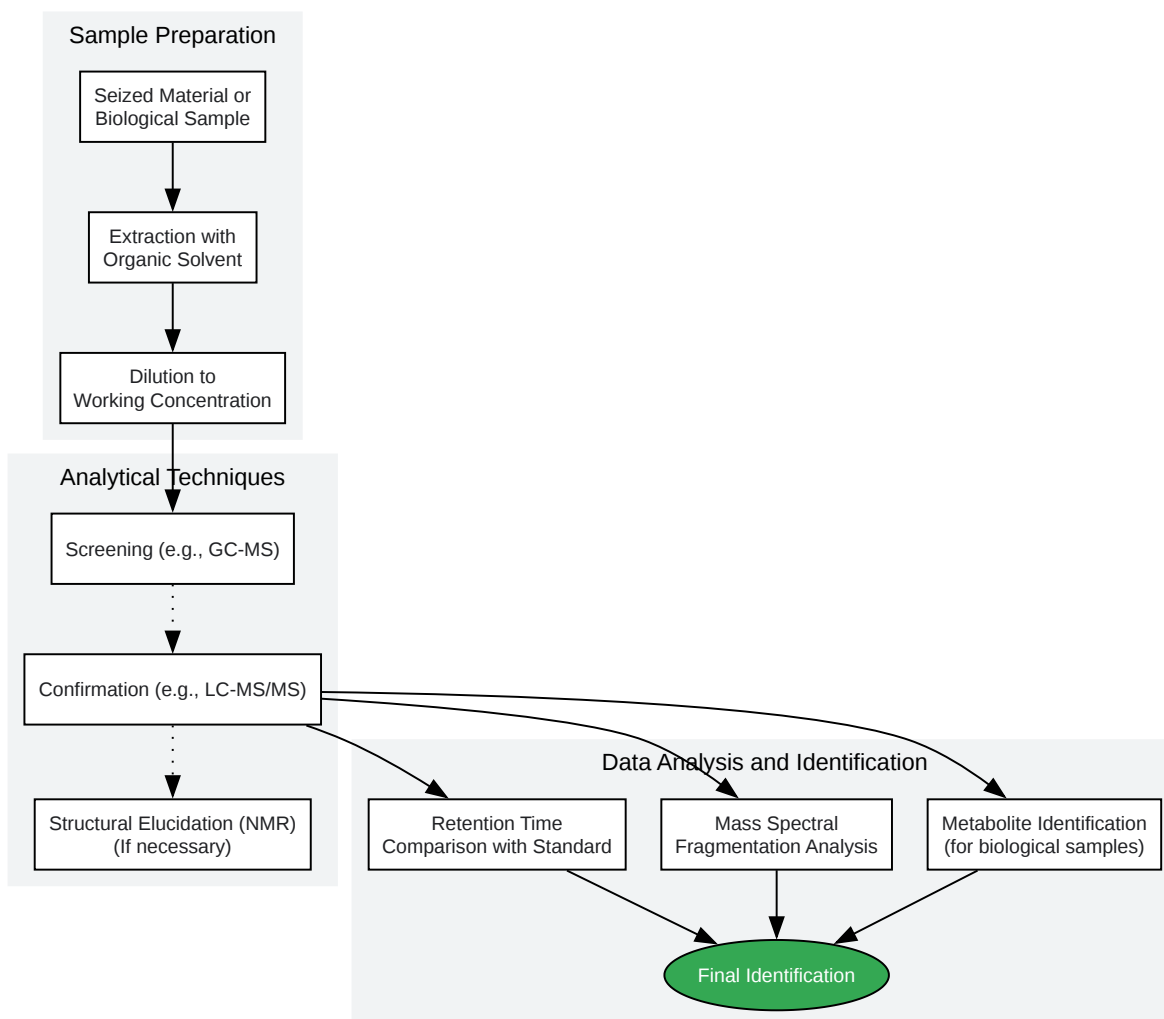 Sample Preparation
Seized Material or
Biological Sample
Extraction with
Organic Solvent
Dilution to
Working Concentration
Analytical Techniques
Screening (e.g., GC-MS)
Confirmation (e.g., LC-MS/MS)
Structural Elucidation (NMR)
(If necessary)
Data Analysis and Identification
Retention Time
Comparison with Standard
Mass Spectral
Fragmentation Analysis
Metabolite Identification
(for biological samples)
Final Identification